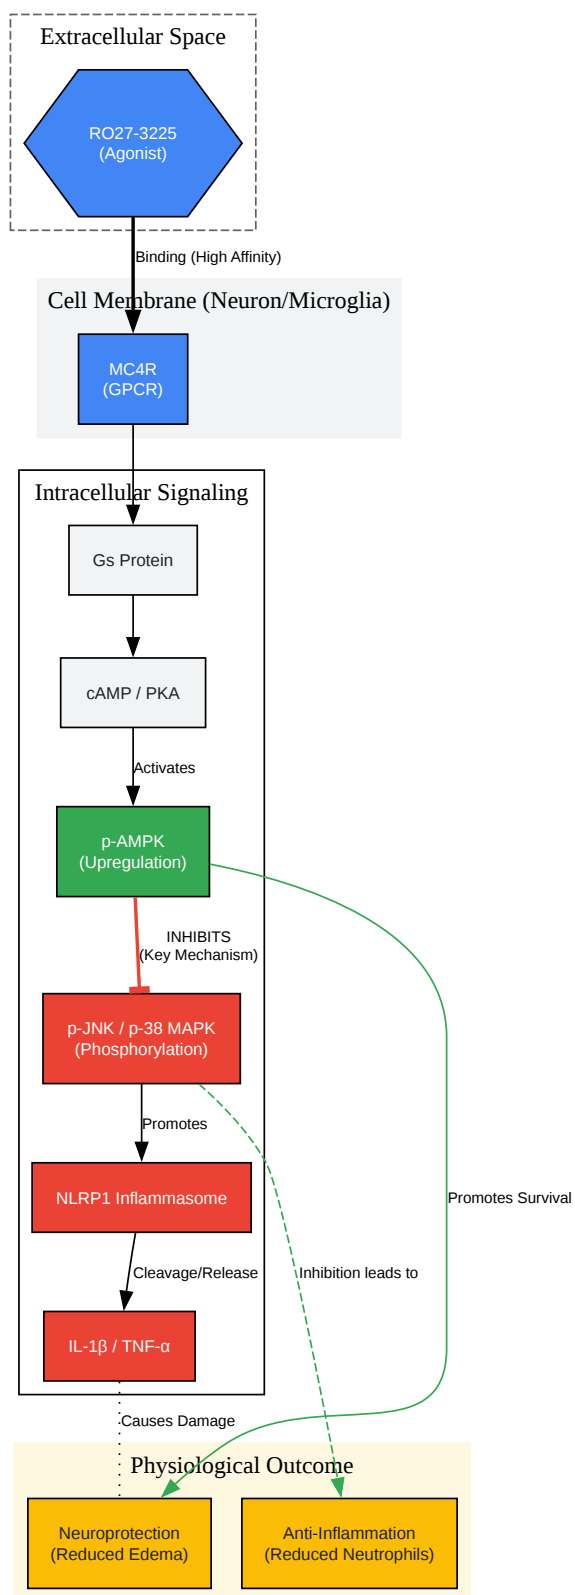 Extracellular Space
RO27-3225
(Agonist)
Binding (High Affinity)
Cell Membrane (Neuron/Microglia)
MC4R
(GPCR)
Intracellular Signaling
Gs Protein
cAMP / PKA
Activates
p-AMPK
(Upregulation)
INHIBITS
(Key Mechanism)
p-JNK / p-38 MAPK
(Phosphorylation)
Promotes
NLRP1 Inflammasome
Promotes Survival
Cleavage/Release
Inhibition leads to
IL-1β / TNF-α
Causes Damage
Physiological Outcome
Neuroprotection
(Reduced Edema)
Anti-Inflammation
(Reduced Neutrophils)